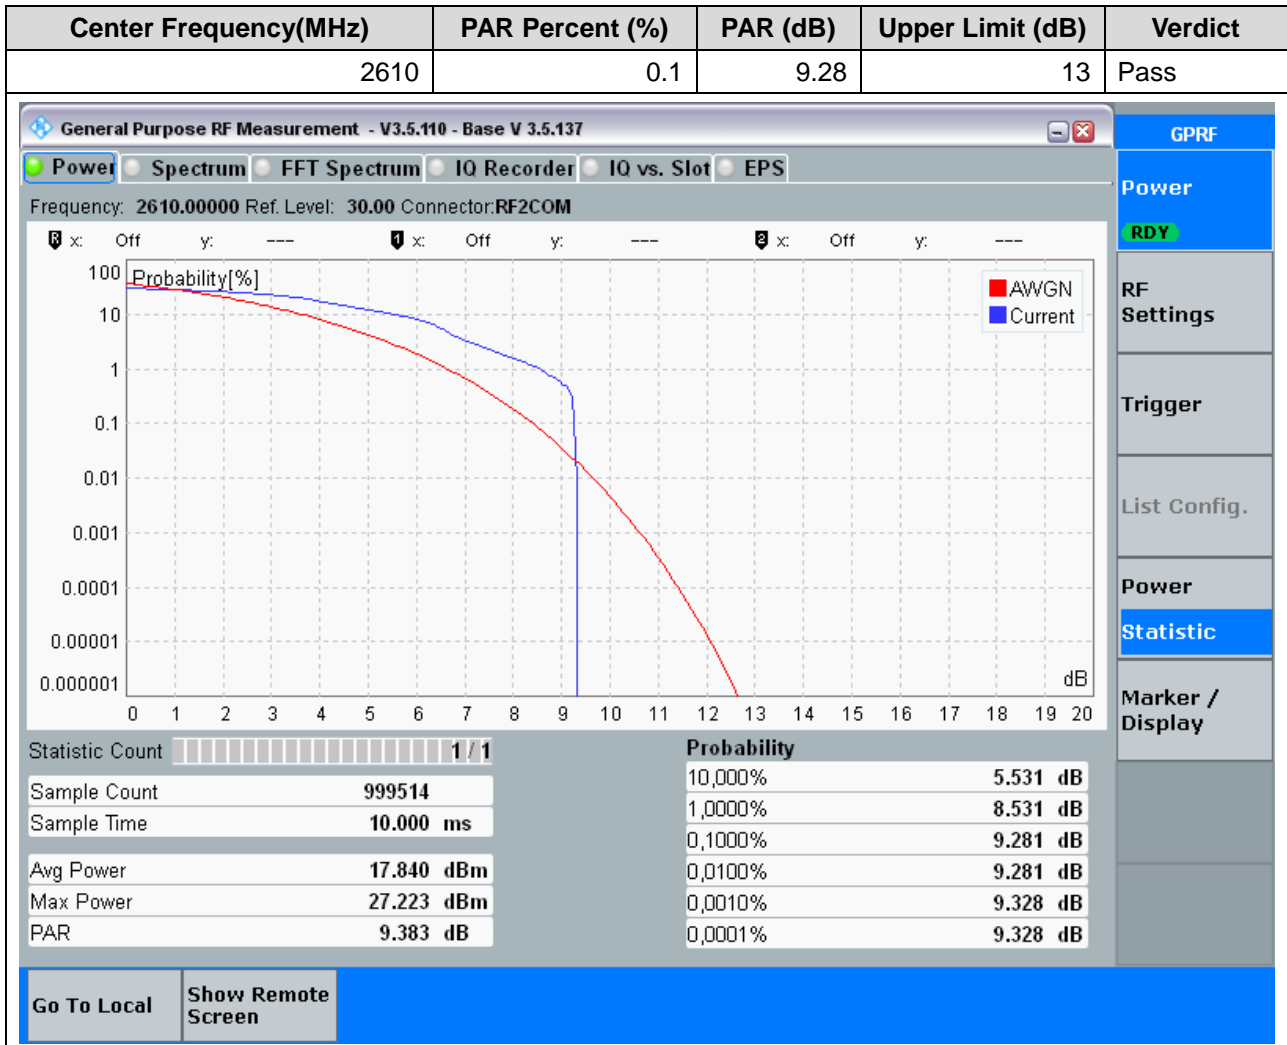 Center Frequency(MHz) PAR Percent (%) PAR (dB) Upper Limit (dB) Verdict
2610 0.1 9.28 13 Pass
General Purpose RF Measurement - V3.5.110 - Base V 3.5.137
GPRF
Power Spectrum FFT Spectrum IQ Recorder IQ vs. Slot EPS
Power
RDY
Frequency: 2610.00000 Ref. Level: 30.00 Connector:RF2COM
R x: Off y: --- 1 x: Off y: --- 2 x: Off y: ---
Probability[%]
AWGN
Current
100
10
1
0.1
0.01
0.001
0.0001
0.00001
0.000001
dB
0 1 2 3 4 5 6 7 8 9 10 11 12 13 14 15 16 17 18 19 20
RF
Settings
Trigger
List Config.
Power
Statistic
Marker /
Display
Statistic Count 1 / 1
Sample Count 999514
Sample Time 10.000 ms
Avg Power 17.840 dBm
Max Power 27.223 dBm
PAR 9.383 dB
Probability
10,000% 5.531 dB
1,0000% 8.531 dB
0,1000% 9.281 dB
0,0100% 9.281 dB
0,0010% 9.328 dB
0,0001% 9.328 dB
Go To Local
Show Remote
Screen